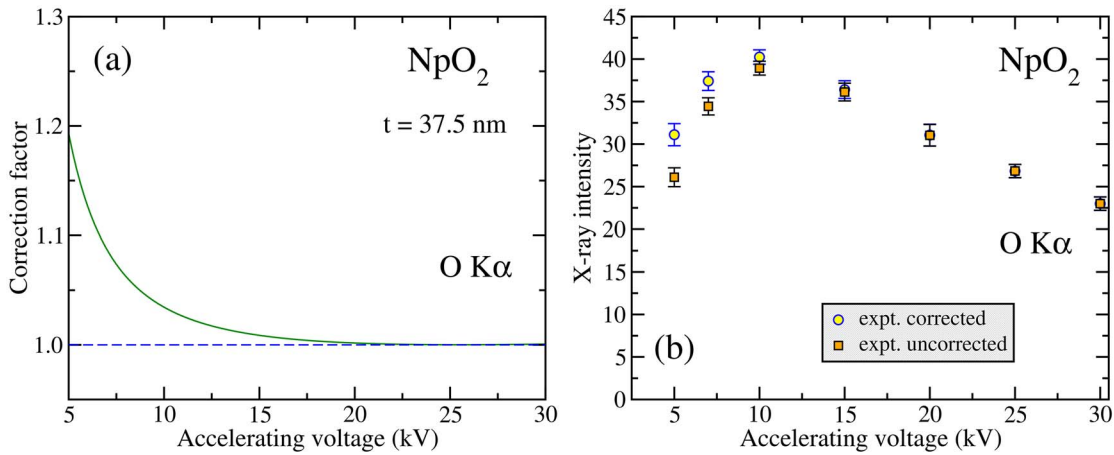 1.3
1.2
1.1
1.0
5
10
15
20
25
30
Correction factor
Accelerating voltage (kV)
(a)
NpO₂
t = 37.5 nm
O Kα
45
40
35
30
25
20
15
10
5
0
5
10
15
20
25
30
X-ray intensity
Accelerating voltage (kV)
NpO₂
O Kα
expt. corrected
expt. uncorrected
(b)